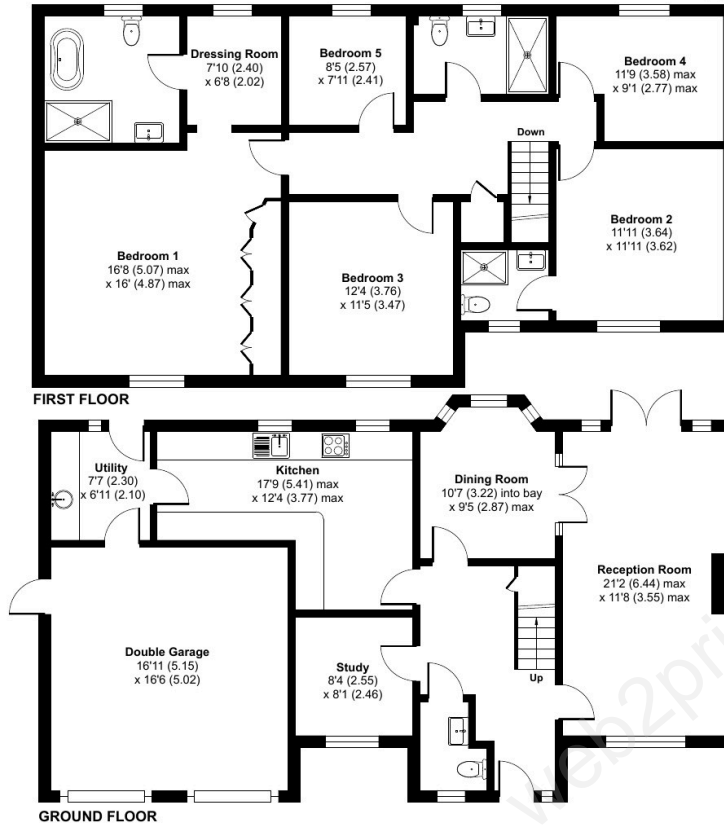 Dressing Room
7'10 (2.40)
x 6'8 (2.02)
Bedroom 5
8'5 (2.57)
x 7'11 (2.41)
Bedroom 4
11'9 (3.58) max
x 9'1 (2.77) max
Down
Bedroom 1
16'8 (5.07) max
x 16' (4.87) max
Bedroom 3
12'4 (3.76)
x 11'5 (3.47)
Bedroom 2
11'11 (3.64)
x 11'11 (3.62)
FIRST FLOOR
Utility
7'7 (2.30)
x 6'11 (2.10)
Kitchen
17'9 (5.41) max
x 12'4 (3.77) max
Dining Room
10'7 (3.22) into bay
x 9'5 (2.87) max
Reception Room
21'2 (6.44) max
x 11'8 (3.55) max
Double Garage
16'11 (5.15)
x 16'6 (5.02)
Study
8'4 (2.55)
x 8'1 (2.46)
Up
GROUND FLOOR
web2pri